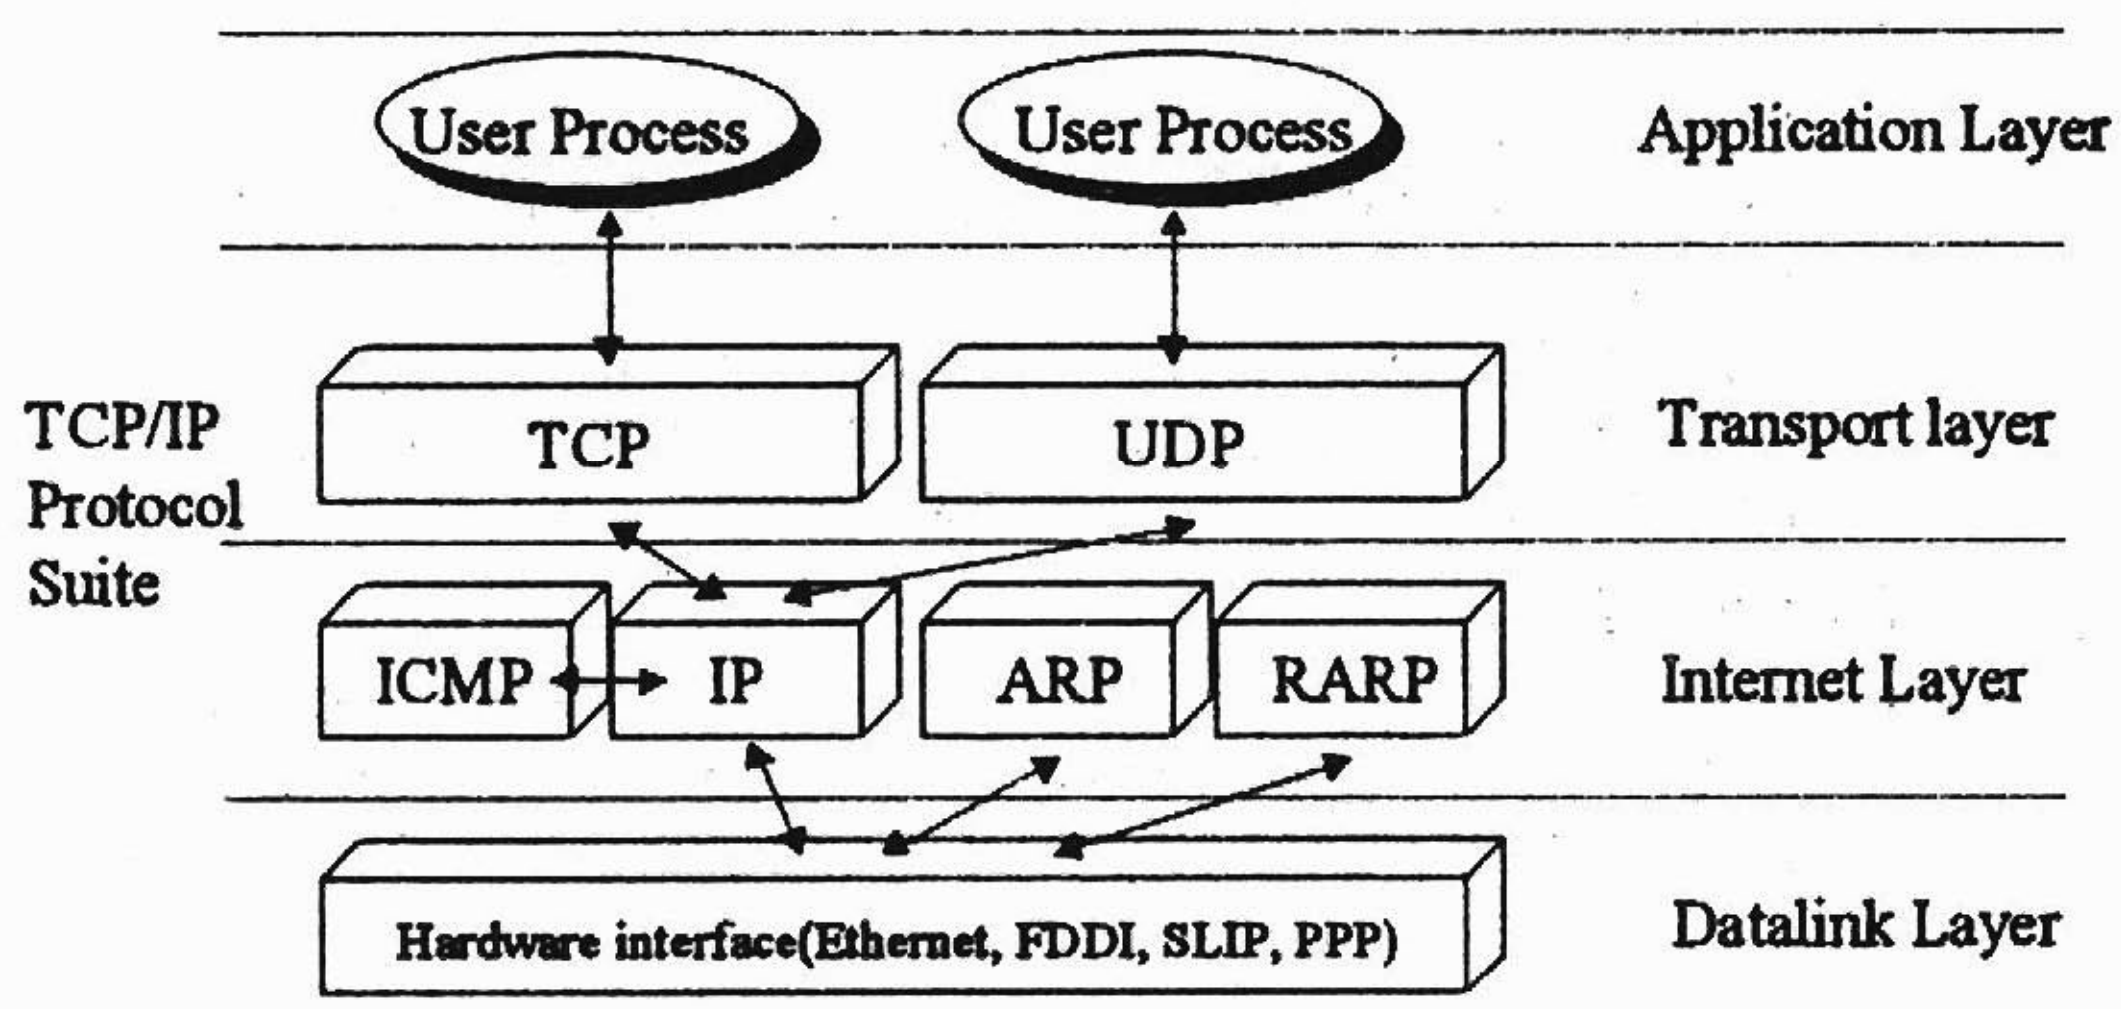 User Process
User Process
Application Layer
TCP/IP
Protocol
Suite
TCP
UDP
Transport layer
ICMP
IP
ARP
RARP
Internet Layer
Hardware interface(Ethernet, FDDI, SLIP, PPP)
Datalink Layer